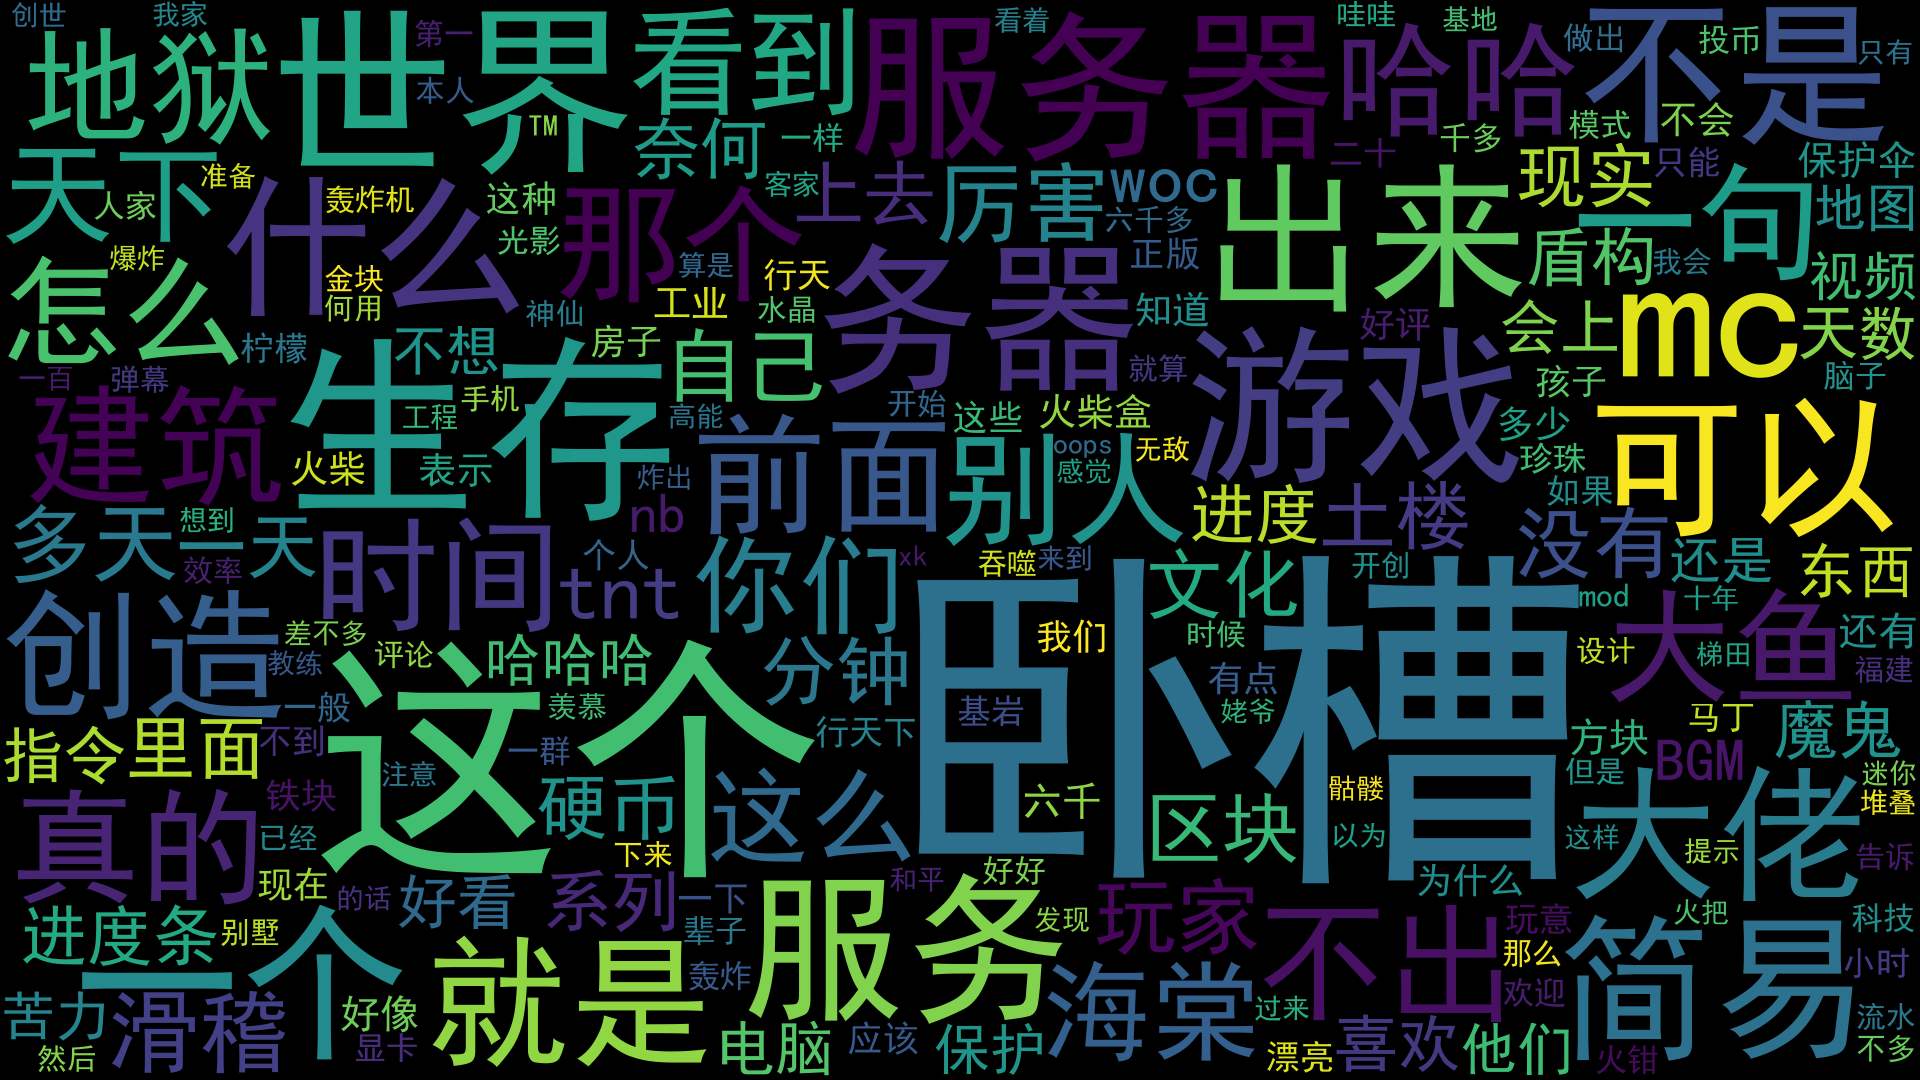 创世
我家
第一
看着
哇哇
基地
做出
投币
只有
地狱
世界
看到
服务器
哈哈
不是
本人
TM
奈何
一样
二十
千多
模式
不会
天下
人家
准备
什么
轰炸机
这种
那个
客家
上去
厉害
WOC
六千多
出来
现实
只能
一句
保护伞
地图
光影
正版
盾构
我会
视频
怎么
爆炸
金块
何用
神仙
算是
工业
行天
水晶
务器
知道
好评
会上
mc
天数
柠檬
不想
房子
自己
就算
游戏
孩子
脑子
一百
弹幕
生存
手机
工程
高能
开始
这些
火柴盒
多少
可以
建筑
火柴
表示
炸出
前面
别人
oops
感觉
无敌
珍珠
进度
土楼
如果
多天
想到
一天
nb
时间
效率
个人
tnt
你们
xk
吞噬
来到
文化
开创
没有
还是
东西
mod
十年
创造
差不多
教练
评论
哈哈哈
分钟
我们
时候
大鱼
设计
梯田
还有
福建
这个
卧槽
一般
羡慕
有点
姥爷
基岩
马丁
魔鬼
指令
里面
不到
一群
行天下
方块
BGM
注意
铁块
硬币
这么
六千
区块
骷髅
但是
大佬
迷你
堆叠
真的
已经
下来
以为
这样
提示
告诉
现在
的话
好看
系列
一下
和平
好好
为什么
进度条
别墅
一个
就是
辈子
服务
发现
玩家
不出
玩意
火把
科技
那么
简易
小时
苦力
滑稽
好像
轰炸
海棠
过来
欢迎
流水
然后
显卡
电脑
应该
保护
漂亮
喜欢
他们
火钳
不多